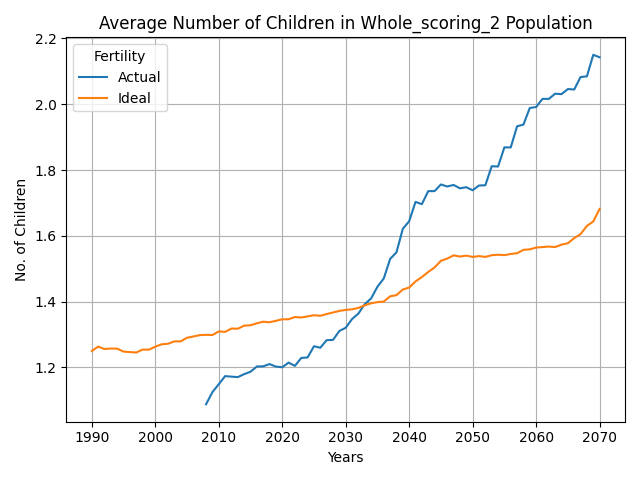 Average Number of Children in Whole_scoring_2 Population
Fertility
Actual
Ideal
No. of Children
2.2
2.0
1.8
1.6
1.4
1.2
1990 2000 2010 2020 2030 2040 2050 2060 2070
Years